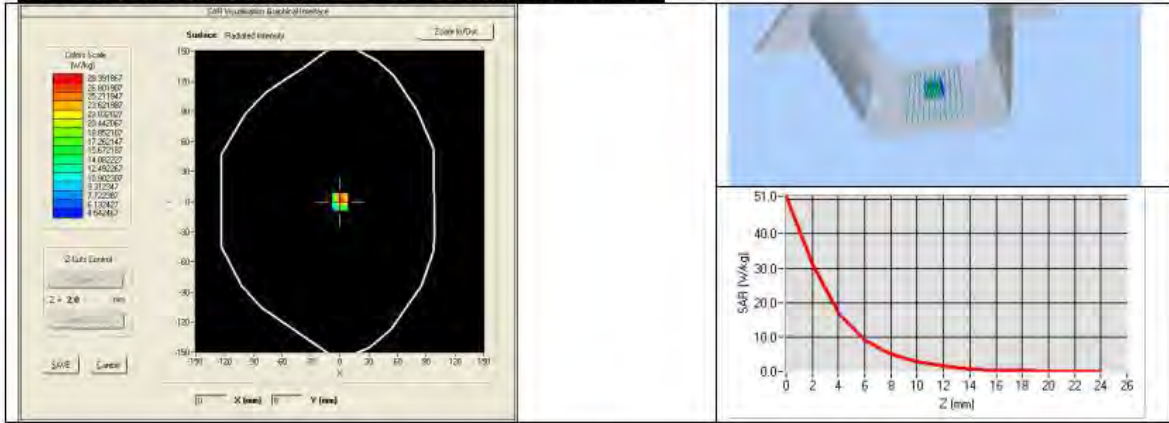 SAR Visualisation Graphical Interface
Surface: Radiated Intensity
Zoom In/Out
Colors Scale
(W/kg)
28.391867
26.801907
25.211947
23.621987
22.032027
20.442067
18.852107
17.262147
15.672187
14.082227
12.492267
10.902307
9.312347
7.722387
6.132427
4.542467
150-
120-
90-
60-
30-
0-
-30-
-60-
-90-
-120-
-150-
-150 -120 -90 -60 -30 0 30 60 90 120 150
X
Z Cuts Control
Z = 2.0 mm
SAVE
Cancel
X (mm)
Y (mm)
51.0-
40.0-
30.0-
20.0-
10.0-
0.0-
SAR (W/kg)
0 2 4 6 8 10 12 14 16 18 20 22 24 26
Z (mm)